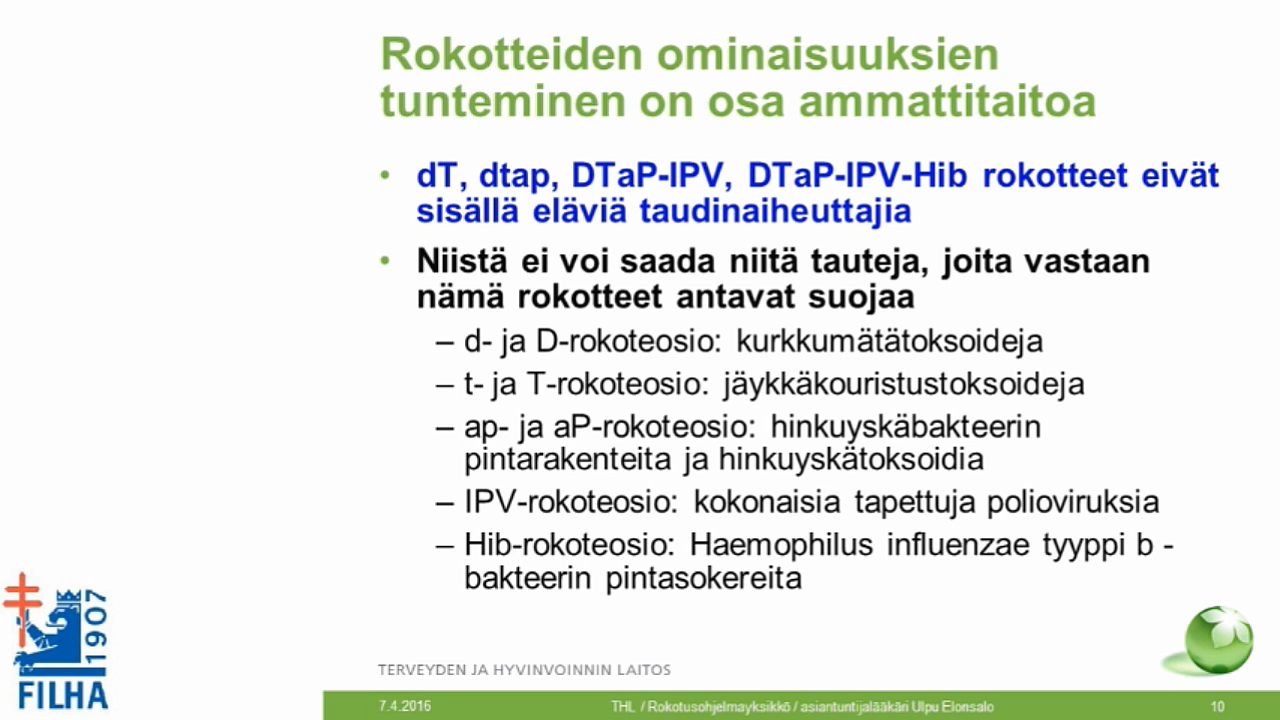 Rokotteiden ominaisuuksien
tunteminen on osa ammattitaitoa
• dT, dtap, DTaP-IPV, DTaP-IPV-Hib rokotteet eivät
sisällä eläviä taudinaiheuttajia
• Niistä ei voi saada niitä tauteja, joita vastaan
nämä rokotteet antavat suojaa
– d- ja D-rokoteosio: kurkkumätätoksoideja
– t- ja T-rokoteosio: jäykkäkouristustoksoideja
– ap- ja aP-rokoteosio: hinkuyskäbakteerin
pintarakenteita ja hinkuyskätoksoidia
– IPV-rokoteosio: kokonaisia tapettuja polioviruksia
– Hib-rokoteosio: Haemophilus influenzae tyyppi b -
bakteerin pintasokereita
1907
FILHA
TERVEYDEN JA HYVINVOINNIN LAITOS
7.4.2016
THL / Rokotusohjelmayksikkö / asiantuntijalääkäri Ulpu Elonsalo
10